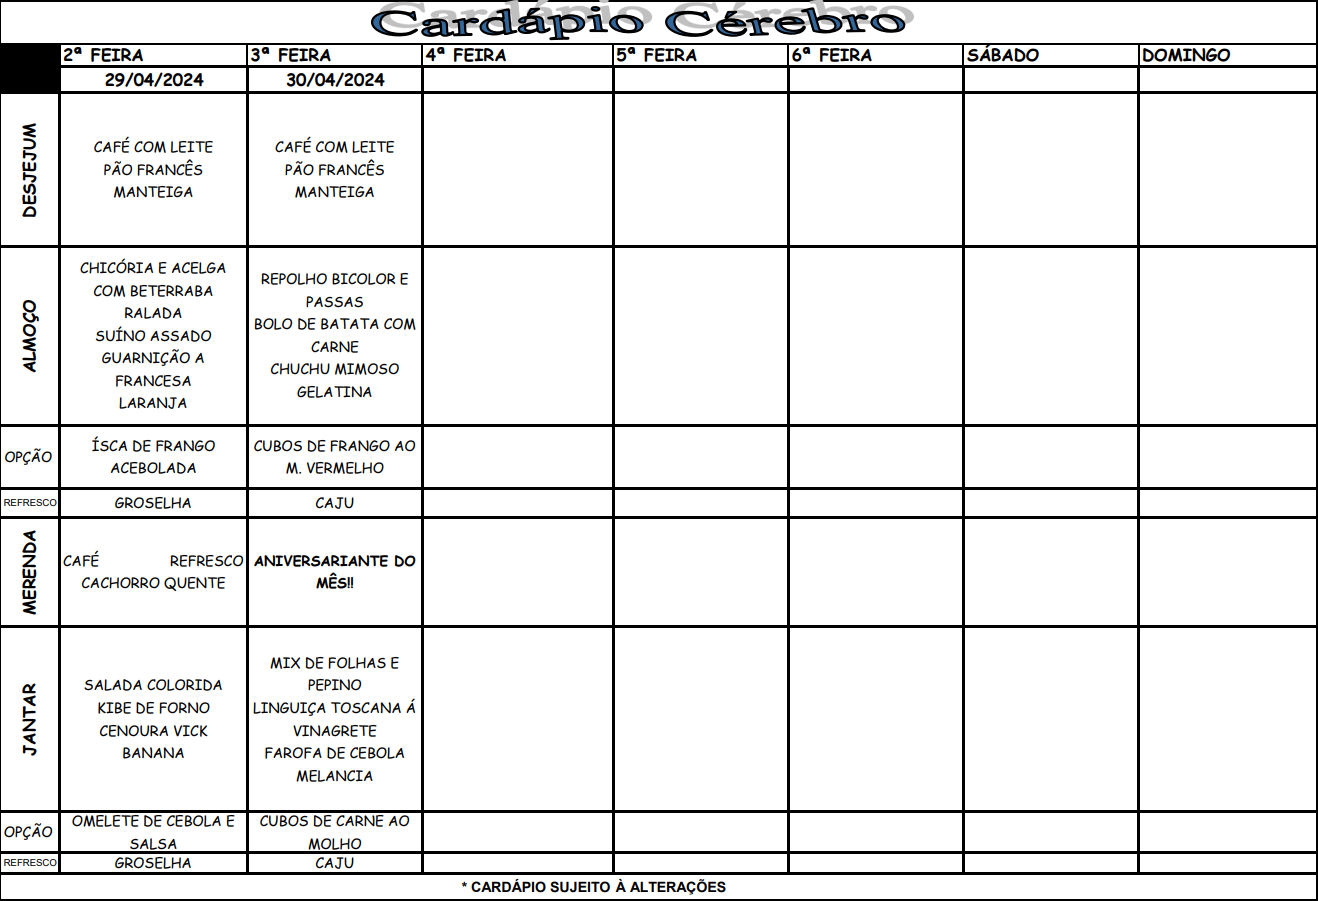 Cardápio Cérebro
2ª FEIRA 3ª FEIRA 4ª FEIRA 5ª FEIRA 6ª FEIRA SÁBADO DOMINGO
29/04/2024 30/04/2024
DESJEJUM
CAFÉ COM LEITE
PÃO FRANCÊS
MANTEIGA
CAFÉ COM LEITE
PÃO FRANCÊS
MANTEIGA
ALMOÇO
CHICÓRIA E ACELGA
COM BETERRABA
RALADA
SUÍNO ASSADO
GUARNIÇÃO A
FRANCESA
LARANJA
REPOLHO BICOLOR E
PASSAS
BOLO DE BATATA COM
CARNE
CHUCHU MIMOSO
GELATINA
OPÇÃO
ÍSCA DE FRANGO
ACEBOLADA
CUBOS DE FRANGO AO
M. VERMELHO
REFRESCO GROSELHA CAJU
MERENDA
CAFÉ REFRESCO
CACHORRO QUENTE
ANIVERSARIANTE DO
MÊS!!
JANTAR
SALADA COLORIDA
KIBE DE FORNO
CENOURA VICK
BANANA
MIX DE FOLHAS E
PEPINO
LINGUIÇA TOSCANA Á
VINAGRETE
FAROFA DE CEBOLA
MELANCIA
OPÇÃO
OMELETE DE CEBOLA E
SALSA
CUBOS DE CARNE AO
MOLHO
REFRESCO GROSELHA CAJU
* CARDÁPIO SUJEITO À ALTERAÇÕES